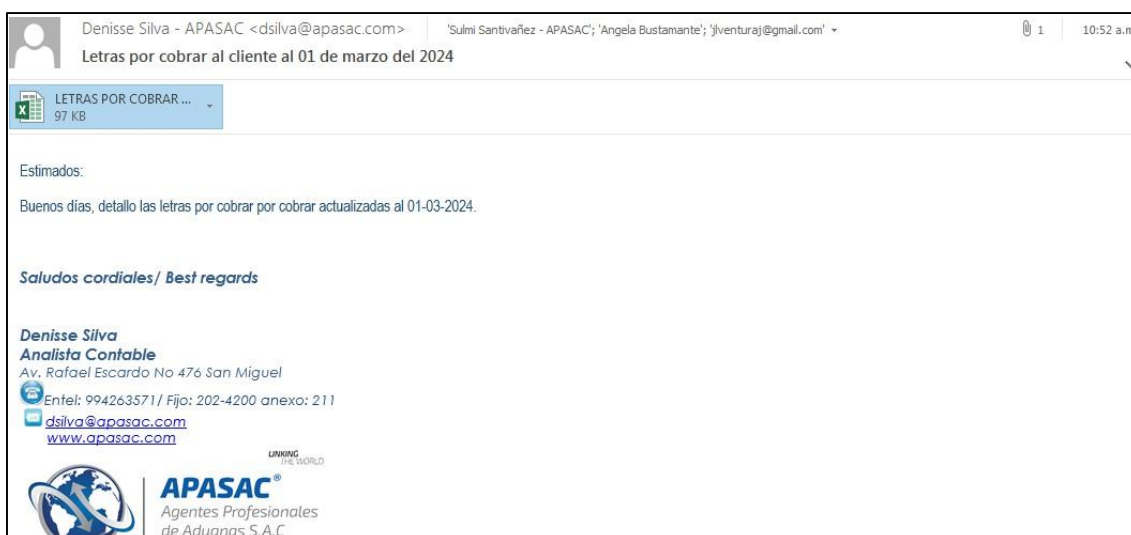 Denisse Silva - APASAC <dsilva@apasac.com> 'Sulmi Santivañez - APASAC'; 'Angela Bustamante'; 'jlventuraj@gmail.com' 1 10:52 a.m
Letras por cobrar al cliente al 01 de marzo del 2024
LETRAS POR COBRAR ...
97 KB
Estimados:
Buenos días, detallo las letras por cobrar por cobrar actualizadas al 01-03-2024.
Saludos cordiales/ Best regards
Denisse Silva
Analista Contable
Av. Rafael Escardo No 476 San Miguel
Entel: 994263571/ Fijo: 202-4200 anexo: 211
dsilva@apasac.com
www.apasac.com
LINKING
THE WORLD
APASAC®
Agentes Profesionales
de Aduanas S.A.C